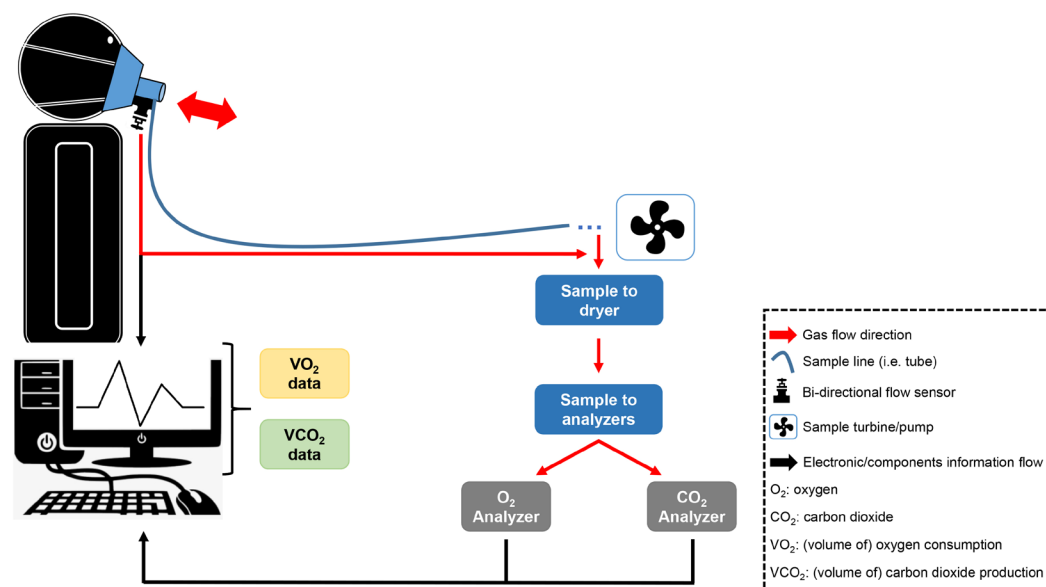 Sample to
dryer
VO₂
data
Sample to
analyzers
VCO₂
data
O₂
Analyzer
CO₂
Analyzer
Gas flow direction
Sample line (i.e. tube)
Bi-directional flow sensor
Sample turbine/pump
Electronic/components information flow
O₂: oxygen
CO₂: carbon dioxide
VO₂: (volume of) oxygen consumption
VCO₂: (volume of) carbon dioxide production